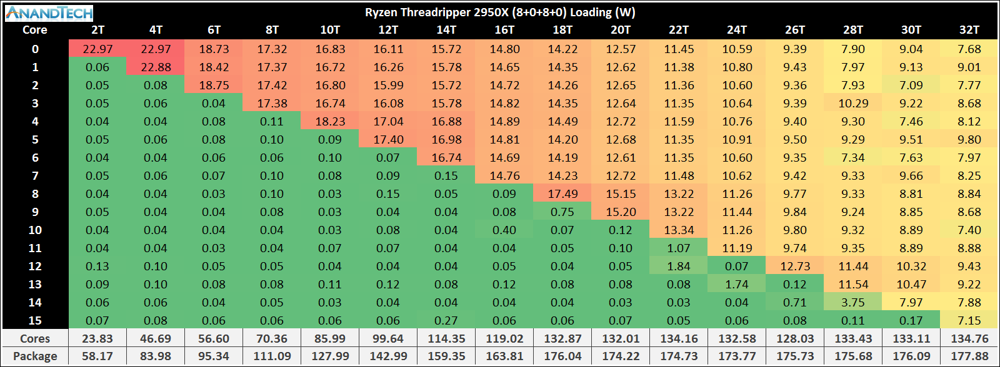 AnandTech
Ryzen Threadripper 2950X (8+0+8+0) Loading (W)
Core 2T 4T 6T 8T 10T 12T 14T 16T 18T 20T 22T 24T 26T 28T 30T 32T
0 22.97 22.97 18.73 17.32 16.83 16.11 15.72 14.80 14.22 12.57 11.45 10.59 9.39 7.90 9.04 7.68
1 0.06 22.88 18.42 17.37 16.72 16.26 15.78 14.65 14.35 12.62 11.38 10.80 9.43 7.97 9.13 9.01
2 0.05 0.08 18.75 17.42 16.80 15.99 15.72 14.72 14.26 12.65 11.36 10.60 9.36 7.93 7.09 7.77
3 0.05 0.06 0.04 17.38 16.74 16.08 15.78 14.82 14.35 12.64 11.35 10.64 9.39 10.29 9.22 8.68
4 0.04 0.04 0.08 0.11 18.23 17.04 16.88 14.89 14.49 12.72 11.59 10.76 9.40 9.30 7.46 8.12
5 0.05 0.06 0.08 0.10 0.09 17.40 16.98 14.81 14.20 12.68 11.35 10.91 9.50 9.29 9.51 9.80
6 0.04 0.04 0.06 0.06 0.10 0.07 16.74 14.69 14.19 12.61 11.35 10.60 9.35 7.34 7.63 7.97
7 0.05 0.06 0.07 0.10 0.08 0.09 0.15 14.76 14.23 12.72 11.48 10.62 9.42 9.33 9.66 8.25
8 0.04 0.04 0.03 0.10 0.03 0.15 0.05 0.09 17.49 15.15 13.22 11.26 9.77 9.33 8.81 8.84
9 0.05 0.04 0.04 0.08 0.03 0.04 0.04 0.08 0.75 15.20 13.22 11.44 9.84 9.24 8.85 8.68
10 0.04 0.04 0.04 0.04 0.03 0.08 0.04 0.40 0.07 0.12 13.34 11.26 9.80 9.32 8.89 7.40
11 0.04 0.04 0.03 0.04 0.07 0.07 0.04 0.04 0.05 0.10 1.07 11.19 9.74 9.35 8.89 8.88
12 0.13 0.10 0.05 0.05 0.04 0.04 0.04 0.05 0.04 0.05 1.84 0.07 12.73 11.44 10.32 9.43
13 0.09 0.10 0.08 0.08 0.11 0.12 0.08 0.12 0.08 0.08 0.08 1.74 0.12 11.54 10.47 9.22
14 0.06 0.06 0.04 0.05 0.03 0.04 0.04 0.04 0.04 0.03 0.03 0.04 0.71 3.75 7.97 7.88
15 0.07 0.08 0.06 0.06 0.06 0.06 0.27 0.06 0.06 0.07 0.05 0.06 0.08 0.11 0.17 7.15
Cores 23.83 46.69 56.60 70.36 85.99 99.64 114.35 119.02 132.87 132.01 134.16 132.58 128.03 133.43 133.11 134.76
Package 58.17 83.98 95.34 111.09 127.99 142.99 159.35 163.81 176.04 174.22 174.73 173.77 175.73 175.68 176.09 177.88